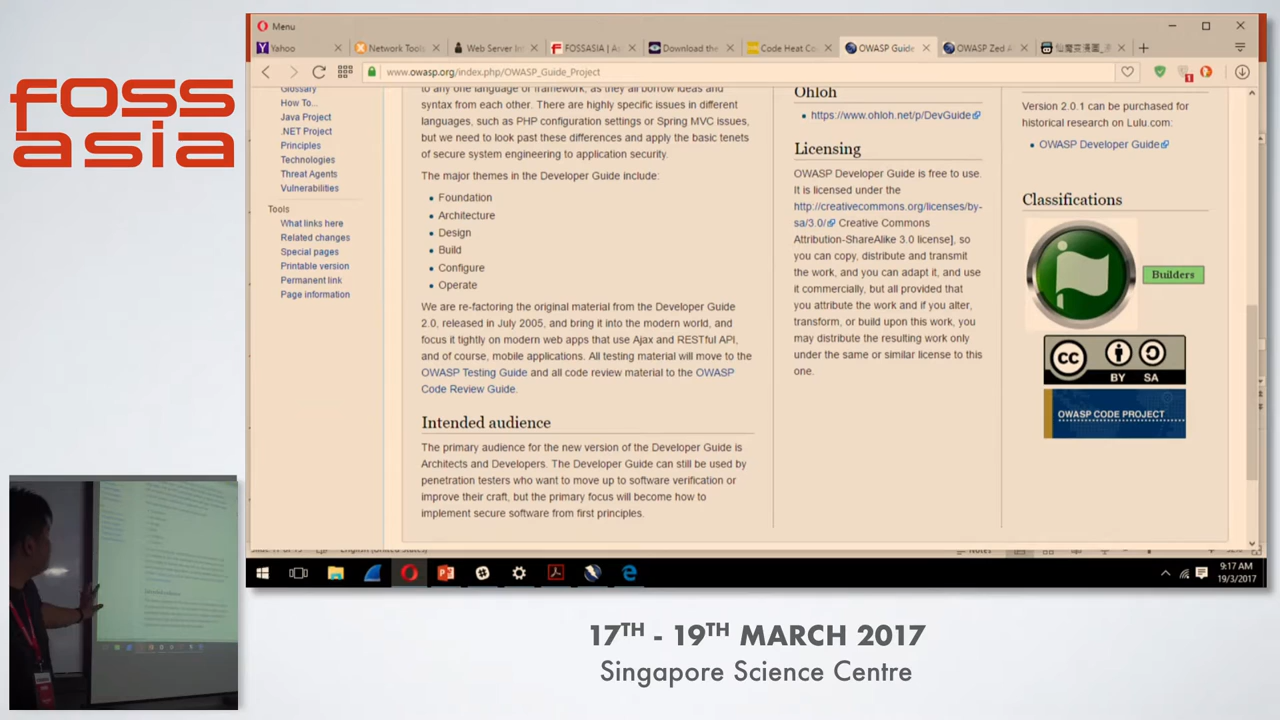 foss
asia
Menu
Yahoo
Network Tools
Web Server In
FOSSASIA | A
Download the
Code Heat Co
OWASP Guide
OWASP Zed A
www.owasp.org/index.php/OWASP_Guide_Project
Glossary
How To...
Java Project
.NET Project
Principles
Technologies
Threat Agents
Vulnerabilities
Tools
What links here
Related changes
Special pages
Printable version
Permanent link
Page information
to any one language or framework, as they all borrow ideas and
syntax from each other. There are highly specific issues in different
languages, such as PHP configuration settings or Spring MVC issues,
but we need to look past these differences and apply the basic tenets
of secure system engineering to application security.
The major themes in the Developer Guide include:
Foundation
Architecture
Design
Build
Configure
Operate
We are re-factoring the original material from the Developer Guide
2.0, released in July 2005, and bring it into the modern world, and
focus it tightly on modern web apps that use Ajax and RESTful API,
and of course, mobile applications. All testing material will move to the
OWASP Testing Guide and all code review material to the OWASP
Code Review Guide.
Intended audience
The primary audience for the new version of the Developer Guide is
Architects and Developers. The Developer Guide can still be used by
penetration testers who want to move up to software verification or
improve their craft, but the primary focus will become how to
implement secure software from first principles.
Ohloh
https://www.ohloh.net/p/DevGuide
Licensing
OWASP Developer Guide is free to use.
It is licensed under the
http://creativecommons.org/licenses/by-
sa/3.0/ Creative Commons
Attribution-ShareAlike 3.0 license], so
you can copy, distribute and transmit
the work, and you can adapt it, and use
it commercially, but all provided that
you attribute the work and if you alter,
transform, or build upon this work, you
may distribute the resulting work only
under the same or similar license to this
one.
Version 2.0.1 can be purchased for
historical research on Lulu.com:
OWASP Developer Guide
Classifications
Builders
cc
BY SA
OWASP CODE PROJECT
Notes
9:17 AM
19/3/2017
17TH - 19TH MARCH 2017
Singapore Science Centre